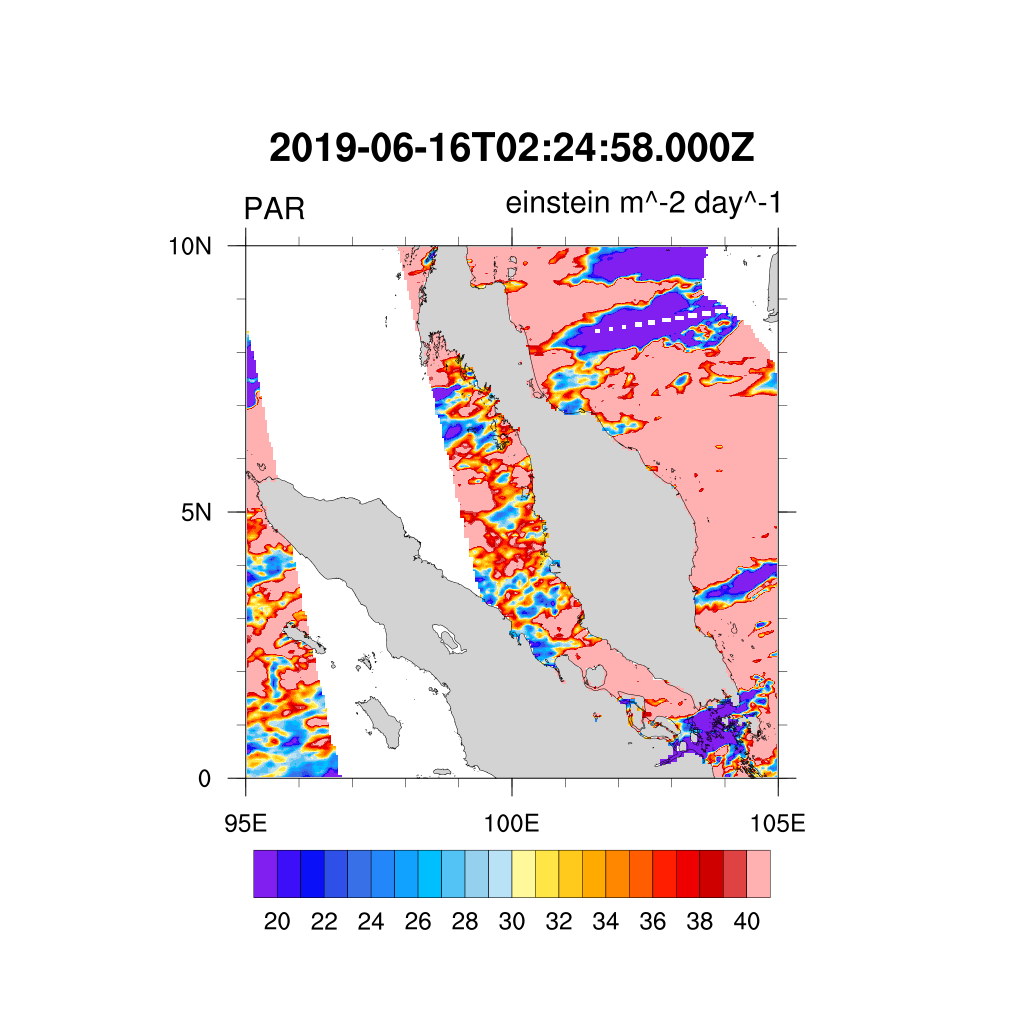 2019-06-16T02:24:58.000Z
PAR einstein m^-2 day^-1
10N
5N
0
95E 100E 105E
20 22 24 26 28 30 32 34 36 38 40